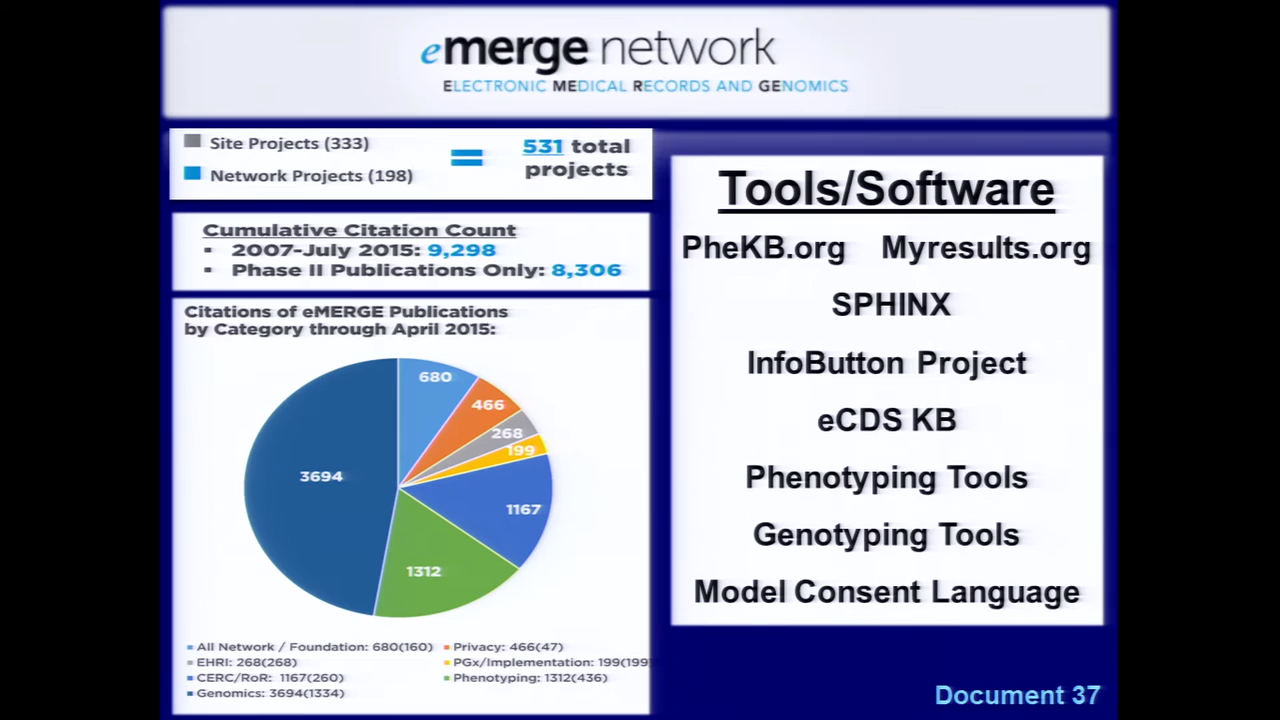 emerge network
ELECTRONIC MEDICAL RECORDS AND GENOMICS
Site Projects (333)
Network Projects (198)
= 531 total
projects
Cumulative Citation Count
▪ 2007-July 2015: 9,298
▪ Phase II Publications Only: 8,306
Citations of eMERGE Publications
by Category through April 2015:
680
466
268
199
3694
1167
1312
All Network / Foundation: 680(160)
Privacy: 466(47)
EHRI: 268(268)
PGx/Implementation: 199(199
CERC/RoR: 1167(260)
Phenotyping: 1312(436)
Genomics: 3694(1334)
Tools/Software
PheKB.org Myresults.org
SPHINX
InfoButton Project
eCDS KB
Phenotyping Tools
Genotyping Tools
Model Consent Language
Document 37